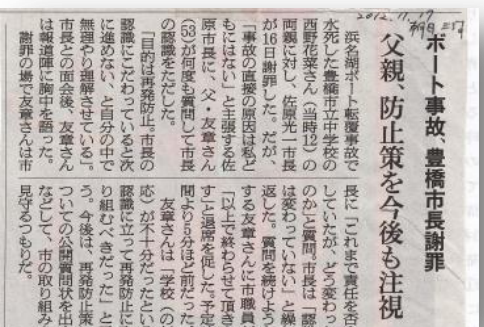 2012.11.17
朝日
ボート事故、豊橋市長謝罪
父親、防止策を今後も注視
浜名湖ボート転覆事故で
水死した豊橋市立中学校の
西野花菜さん（当時12）の
両親に対し、佐原光一市長
が16日謝罪した。だが、
「事故の直接の原因は私ど
もにはない」と主張する佐
原市長に、父・友章さん
（53）が何度も質問して市長
の認識をただした。
「目的は再発防止。市長の
認識にこだわっていると次
に進めない、と自分の中で
無理やり理解させている」。
市長との面会後、友章さん
は報道陣に胸中を語った。
謝罪の場で友章さんは市
長に「これまで責任を否
していたが、どう変わっ
のか」と質問。市長は「認
は変わっていない」と繰
返した。質問を続けよう
する友章さんに市職員
「以上で終わらせて頂き
す」と退席を促した。予定
間より5分ほど前だった。
友章さんは「学校（の
応）が不十分だったとい
認識に立って再発防止に
り組むべきだった」と
う。今後は、再発防止策
ついての公開質問状を出
などして、市の取り組み
見守るつもりだ。